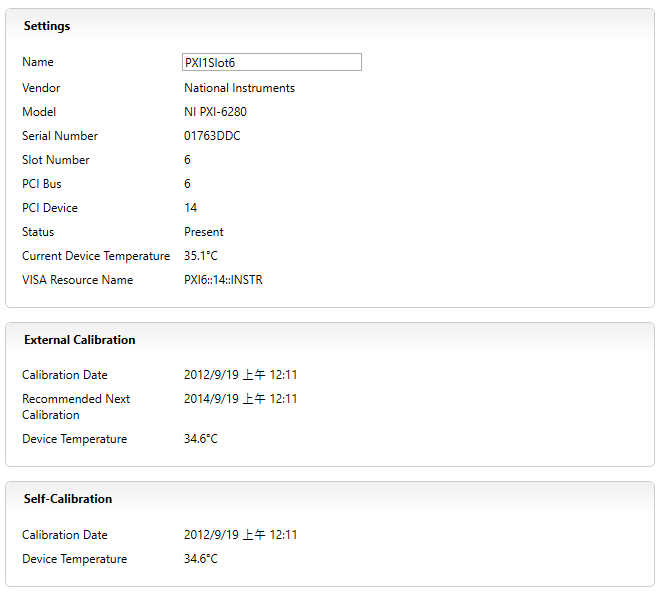 Settings
Name PXI1Slot6
Vendor National Instruments
Model NI PXI-6280
Serial Number 01763DDC
Slot Number 6
PCI Bus 6
PCI Device 14
Status Present
Current Device Temperature 35.1°C
VISA Resource Name PXI6::14::INSTR
External Calibration
Calibration Date 2012/9/19 上午 12:11
Recommended Next 2014/9/19 上午 12:11
Calibration
Device Temperature 34.6°C
Self-Calibration
Calibration Date 2012/9/19 上午 12:11
Device Temperature 34.6°C